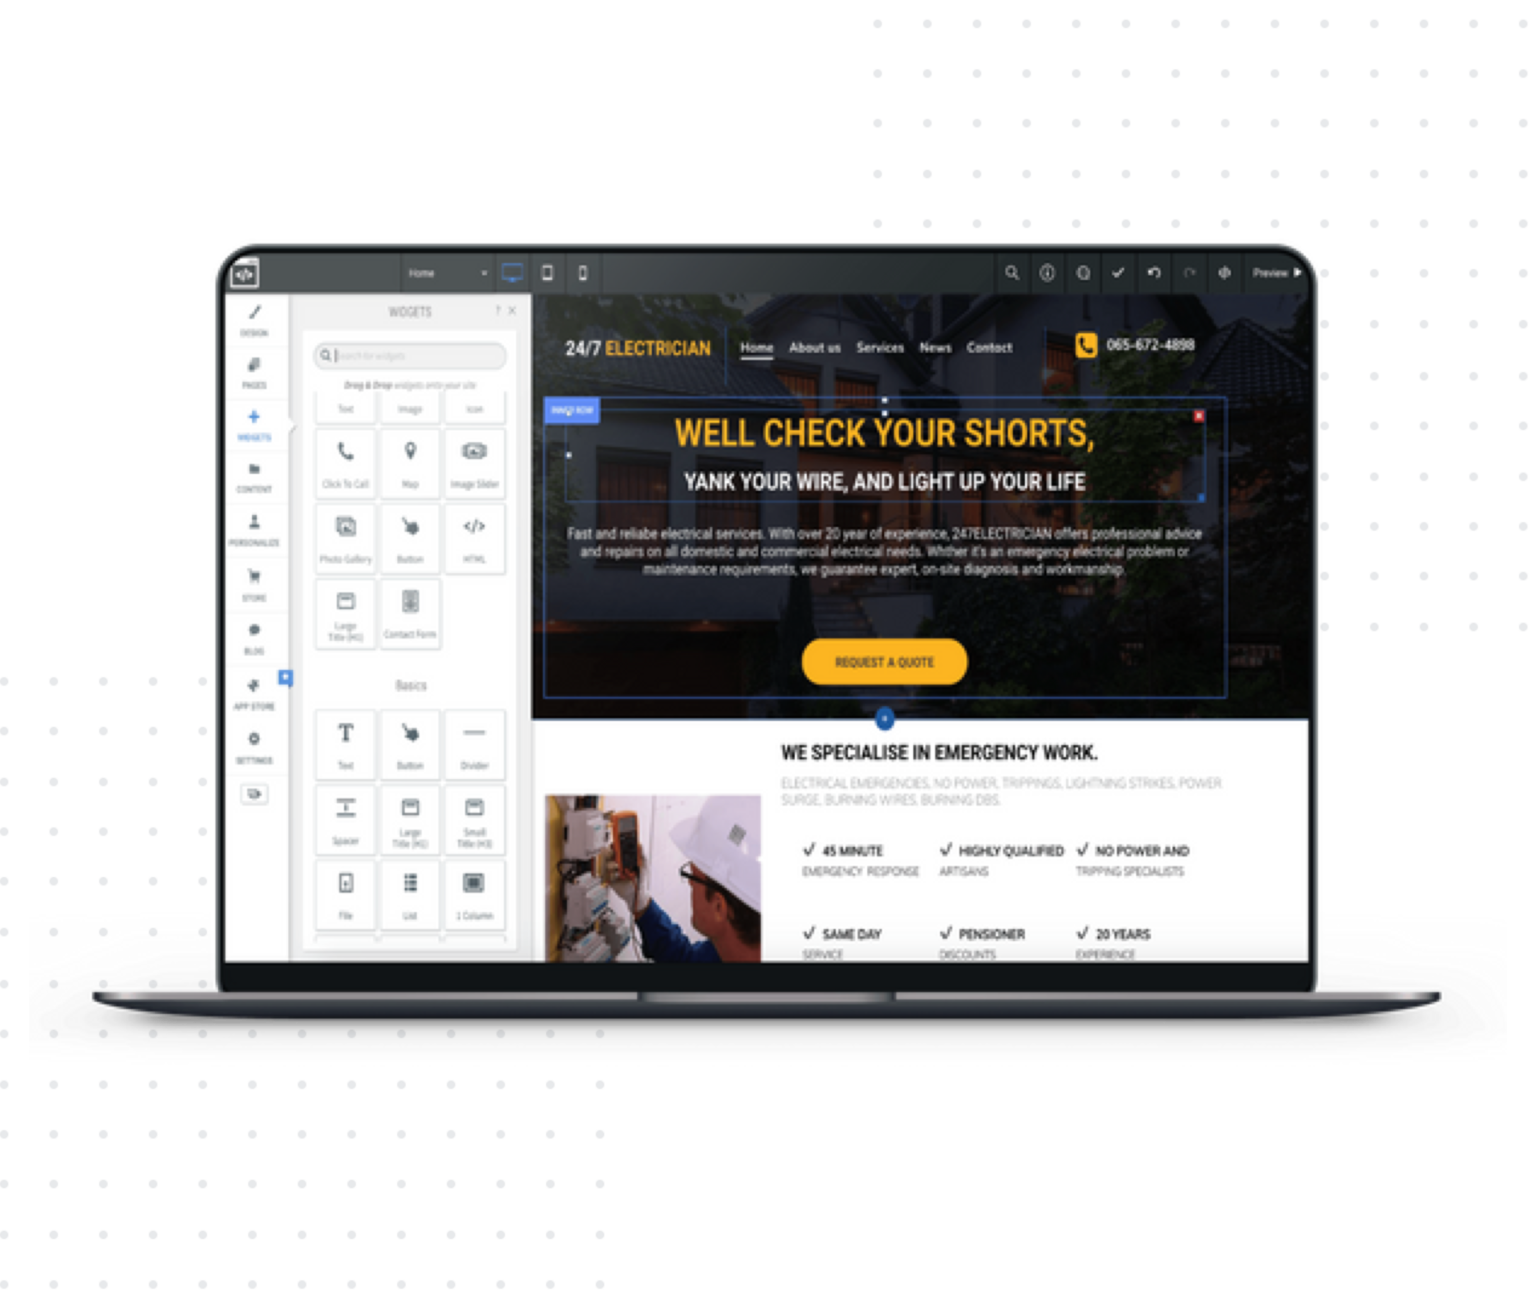 Home
Preview
DESIGN
PAGES
WIDGETS
CONTENT
PERSONALIZE
STORE
BLOG
APP STORE
SETTINGS
WIDGETS
? ×
Search for widgets
Drag & Drop widgets onto your site
Text Image Icon
Click To Call Map Image Slider
Photo Gallery Button HTML
Large
Title (H1) Contact Form
Basics
Text Button Divider
Spacer Large
Title (H1) Small
Title (H3)
File List 1 Column
24/7 ELECTRICIAN
Home About us Services News Contact
065-672-4898
INNER ROW
WELL CHECK YOUR SHORTS,
YANK YOUR WIRE, AND LIGHT UP YOUR LIFE
Fast and reliabe electrical services. With over 20 year of experience, 247ELECTRICIAN offers professional advice
and repairs on all domestic and commercial electrical needs. Whither it's an emergency electrical problem or
maintenance requirements, we guarantee expert, on-site diagnosis and workmanship.
REQUEST A QUOTE
WE SPECIALISE IN EMERGENCY WORK.
ELECTRICAL EMERGENCIES, NO POWER, TRIPPINGS, LIGHTNING STRIKES, POWER
SURGE, BURNING WIRES, BURNING DBS.
✓ 45 MINUTE
EMERGENCY RESPONSE
✓ HIGHLY QUALIFIED
ARTISANS
✓ NO POWER AND
TRIPPING SPECIALISTS
✓ SAME DAY
SERVICE
✓ PENSIONER
DISCOUNTS
✓ 20 YEARS
EXPERIENCE